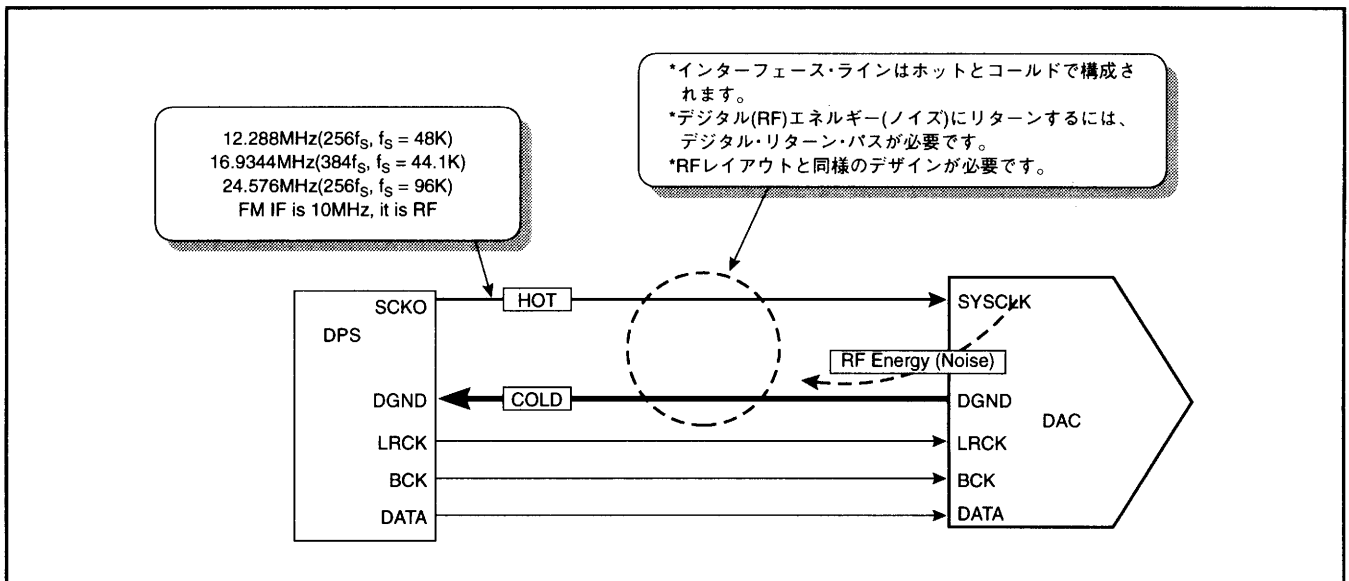 *インターフェース・ラインはホットとコールドで構成さ
れます。
*デジタル(RF)エネルギー(ノイズ)にリターンするには、
デジタル・リターン・パスが必要です。
*RFレイアウトと同様のデザインが必要です。
12.288MHz(256fS, fS = 48K)
16.9344MHz(384fS, fS = 44.1K)
24.576MHz(256fS, fS = 96K)
FM IF is 10MHz, it is RF
SCKO
HOT
SYSCLK
DPS
RF Energy (Noise)
DGND
COLD
DGND
DAC
LRCK
LRCK
BCK
BCK
DATA
DATA